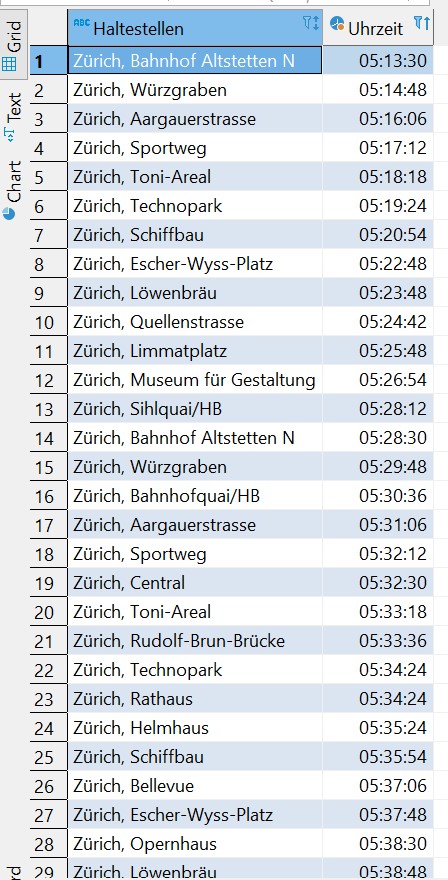 Grid
Text
Chart
ABC Haltestellen Uhrzeit
1 Zürich, Bahnhof Altstetten N 05:13:30
2 Zürich, Würzgraben 05:14:48
3 Zürich, Aargauerstrasse 05:16:06
4 Zürich, Sportweg 05:17:12
5 Zürich, Toni-Areal 05:18:18
6 Zürich, Technopark 05:19:24
7 Zürich, Schiffbau 05:20:54
8 Zürich, Escher-Wyss-Platz 05:22:48
9 Zürich, Löwenbräu 05:23:48
10 Zürich, Quellenstrasse 05:24:42
11 Zürich, Limmatplatz 05:25:48
12 Zürich, Museum für Gestaltung 05:26:54
13 Zürich, Sihlquai/HB 05:28:12
14 Zürich, Bahnhof Altstetten N 05:28:30
15 Zürich, Würzgraben 05:29:48
16 Zürich, Bahnhofquai/HB 05:30:36
17 Zürich, Aargauerstrasse 05:31:06
18 Zürich, Sportweg 05:32:12
19 Zürich, Central 05:32:30
20 Zürich, Toni-Areal 05:33:18
21 Zürich, Rudolf-Brun-Brücke 05:33:36
22 Zürich, Technopark 05:34:24
23 Zürich, Rathaus 05:34:24
24 Zürich, Helmhaus 05:35:24
25 Zürich, Schiffbau 05:35:54
26 Zürich, Bellevue 05:37:06
27 Zürich, Escher-Wyss-Platz 05:37:48
28 Zürich, Opernhaus 05:38:30
29 Zürich, Löwenbräu 05:38:48